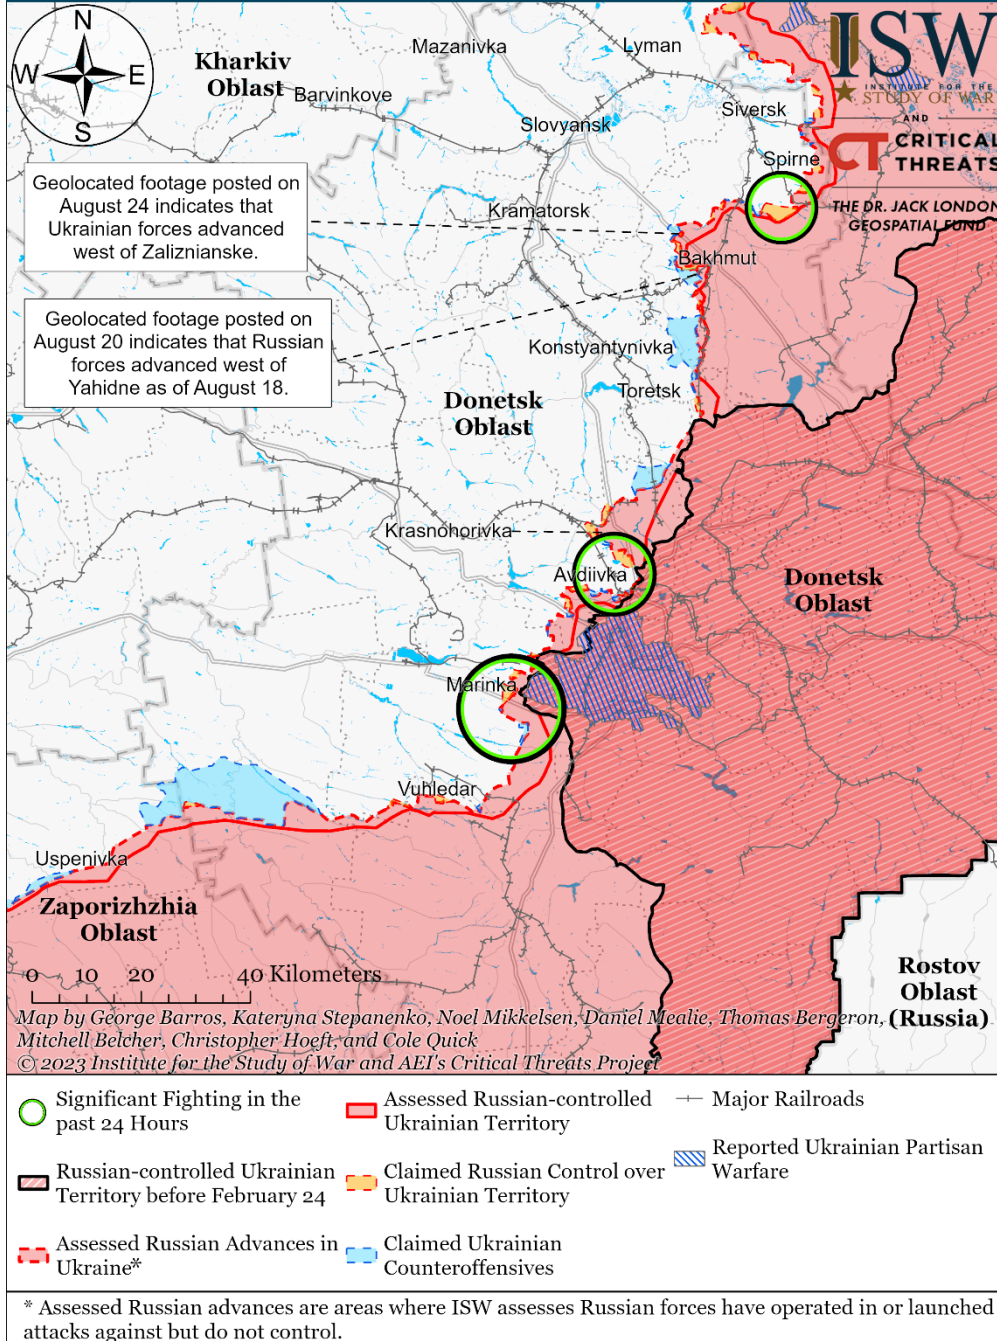 N
W
E
S
ISW
INSTITUTE FOR THE
STUDY OF WAR
AND
CT CRITICAL
THREATS
THE DR. JACK LONDON
GEOSPATIAL FUND
Kharkiv
Oblast
Mazanivka
Lyman
Barvinkove
Siversk
Slovyansk
Spirne
Geolocated footage posted on
August 24 indicates that
Ukrainian forces advanced
west of Zaliznianske.
Kramatorsk
Bakhmut
Geolocated footage posted on
August 20 indicates that Russian
forces advanced west of
Yahidne as of August 18.
Konstyantynivka
Toretsk
Donetsk
Oblast
Krasnohorivka
Avdiivka
Donetsk
Oblast
Marinka
Vuhledar
Uspenivka
Zaporizhzhia
Oblast
Rostov
Oblast
(Russia)
0 10 20 40 Kilometers
Map by George Barros, Kateryna Stepanenko, Noel Mikkelsen, Daniel Mealie, Thomas Bergeron,
Mitchell Belcher, Christopher Hoeft, and Cole Quick
© 2023 Institute for the Study of War and AEI's Critical Threats Project
Significant Fighting in the
past 24 Hours
Russian-controlled Ukrainian
Territory before February 24
Assessed Russian Advances in
Ukraine*
Assessed Russian-controlled
Ukrainian Territory
Claimed Russian Control over
Ukrainian Territory
Claimed Ukrainian
Counteroffensives
Major Railroads
Reported Ukrainian Partisan
Warfare
* Assessed Russian advances are areas where ISW assesses Russian forces have operated in or launched
attacks against but do not control.